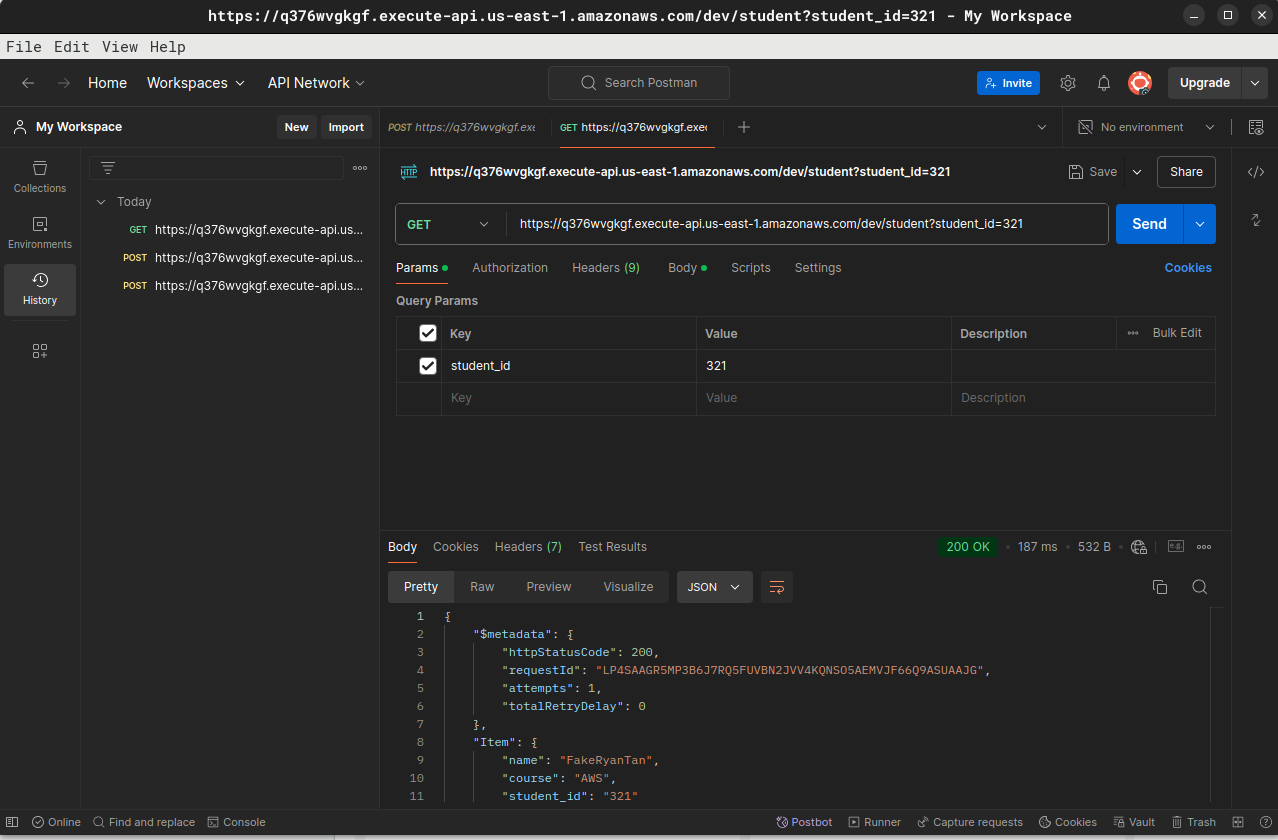 https://q376wvgkgf.execute-api.us-east-1.amazonaws.com/dev/student?student_id=321 - My Workspace
File Edit View Help
Home Workspaces API Network Search Postman Invite Upgrade
My Workspace New Import POST https://q376wvgkgf.exe GET https://q376wvgkgf.exec No environment
Collections
Environments
History
Today
GET https://q376wvgkgf.execute-api.us...
POST https://q376wvgkgf.execute-api.us...
POST https://q376wvgkgf.execute-api.us...
HTTP https://q376wvgkgf.execute-api.us-east-1.amazonaws.com/dev/student?student_id=321 Save Share
GET https://q376wvgkgf.execute-api.us-east-1.amazonaws.com/dev/student?student_id=321 Send
Params Authorization Headers (9) Body Scripts Settings Cookies
Query Params
Key Value Description Bulk Edit
student_id 321
Key Value Description
Body Cookies Headers (7) Test Results 200 OK 187 ms 532 B e.g.
Pretty Raw Preview Visualize JSON
1 {
2 "$metadata": {
3 "httpStatusCode": 200,
4 "requestId": "LP4SAAGR5MP3B6J7RQ5FUVBN2JVV4KQNSO5AEMVJF66Q9ASUAAJG",
5 "attempts": 1,
6 "totalRetryDelay": 0
7 },
8 "Item": {
9 "name": "FakeRyanTan",
10 "course": "AWS",
11 "student_id": "321"
Online Find and replace Console Postbot Runner Capture requests Cookies Vault Trash